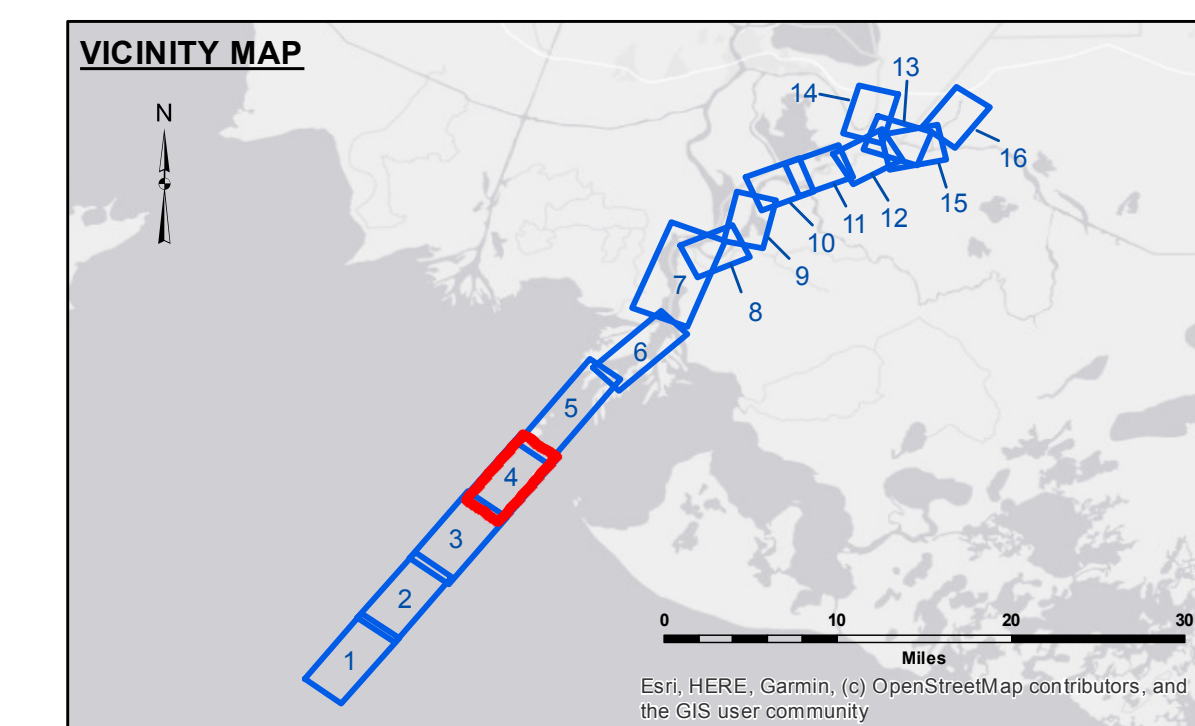 VICINITY MAP
N
13
14
16
15
12
11
10
9
7
8
6
5
4
3
2
1
0 10 20 30
Miles
Esri, HERE, Garmin, (c) OpenStreetMap contributors, and
the GIS user community